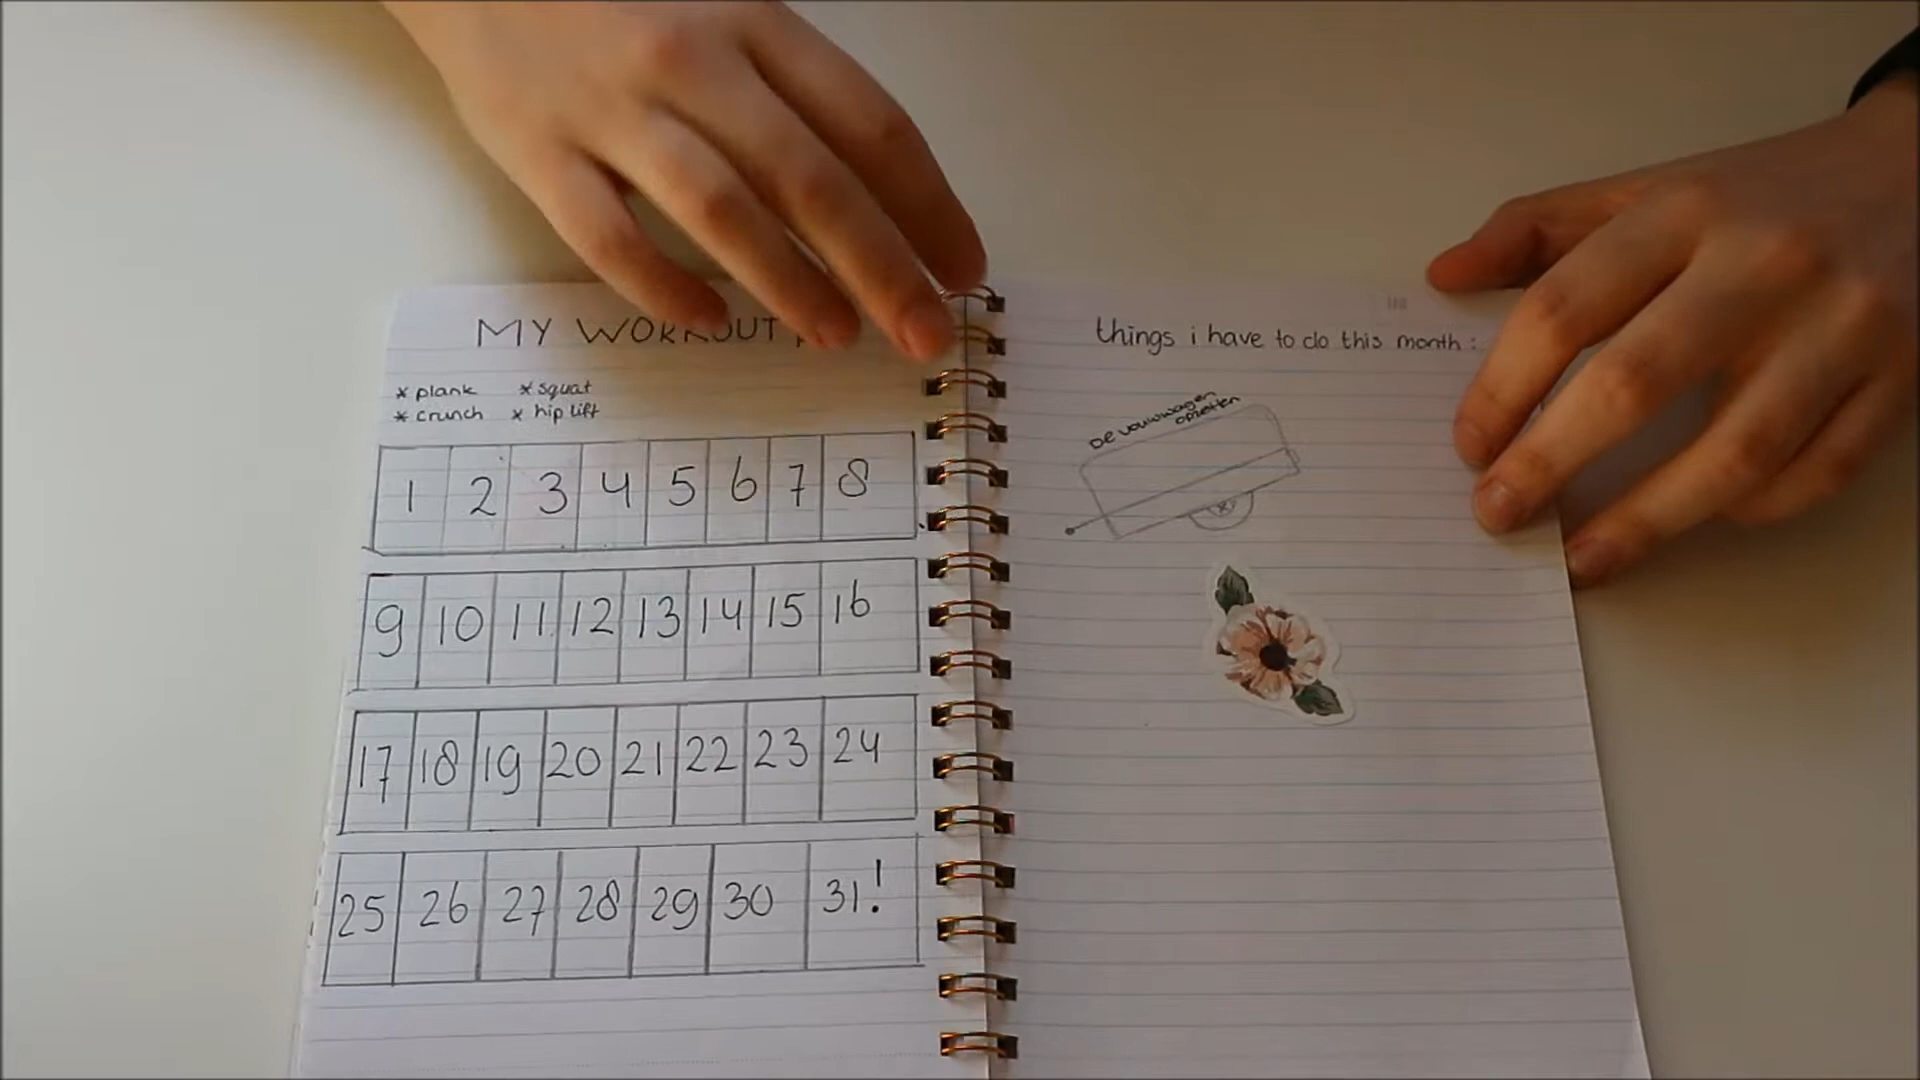 MY WORKOUT
* plank * squat
* crunch * hip lift
1 2 3 4 5 6 7 8
9 10 11 12 13 14 15 16
17 18 19 20 21 22 23 24
25 26 27 28 29 30 31!
things i have to do this month:
De vouwwagen
opzetten